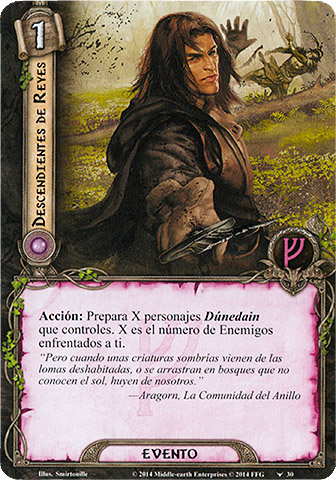 1
DESCENDIENTES DE REYES
Acción: Prepara X personajes Dúnedain
que controles. X es el número de Enemigos
enfrentados a ti.
“Pero cuando unas criaturas sombrías vienen de las
lomas deshabitadas, o se arrastran en bosques que no
conocen el sol, huyen de nosotros.”
—Aragorn, La Comunidad del Anillo
EVENTO
Illus. Smirtouille
© 2014 Middle-earth Enterprises © 2014 FFG
30